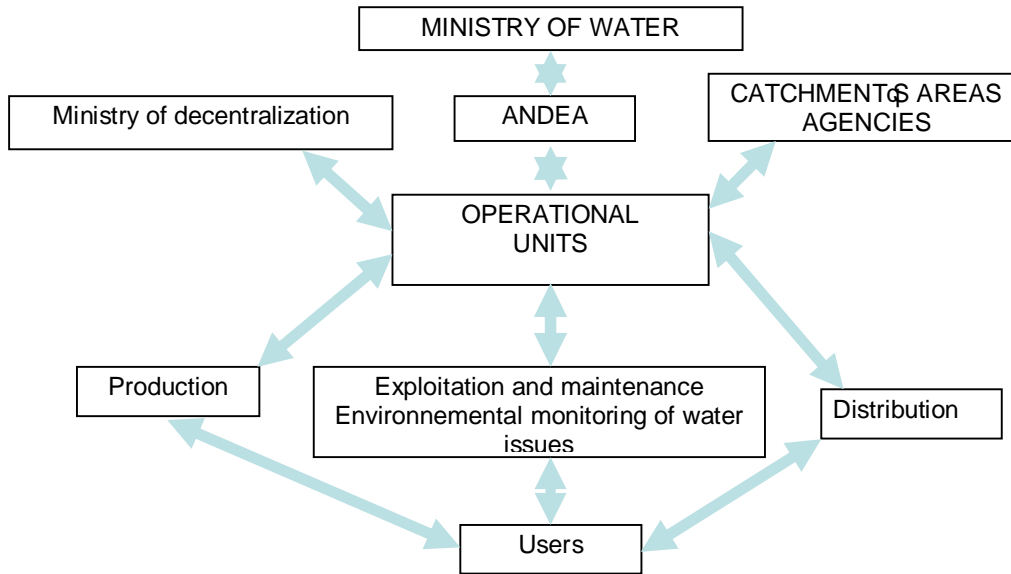 MINISTRY OF WATER
Ministry of decentralization
ANDEA
CATCHMENTqS AREAS
AGENCIES
OPERATIONAL
UNITS
Production
Exploitation and maintenance
Environnemental monitoring of water
issues
Distribution
Users